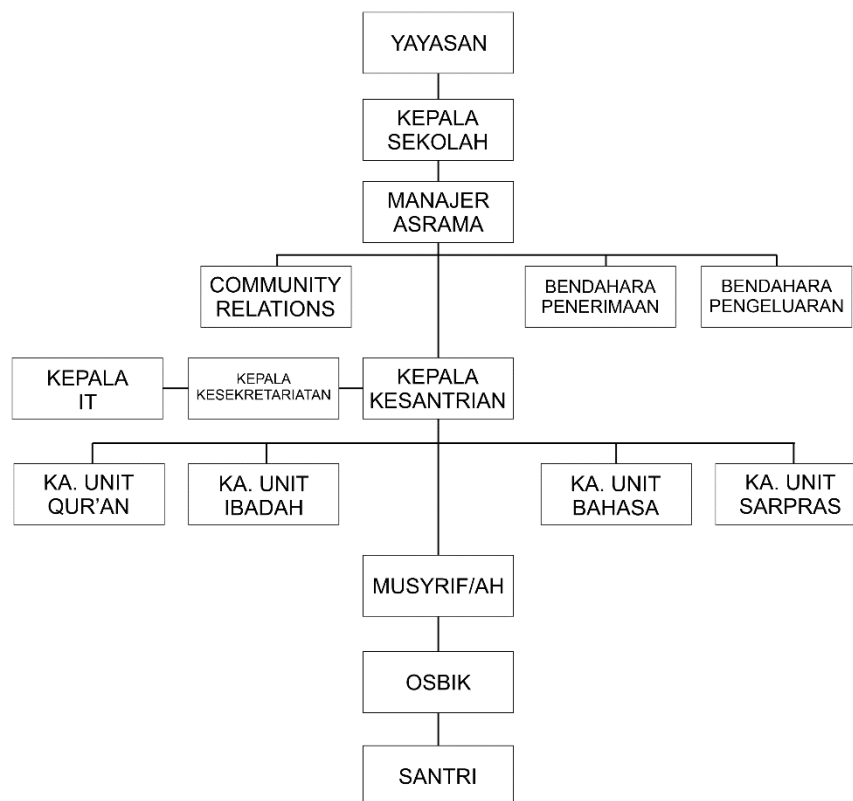 YAYASAN
KEPALA
SEKOLAH
MANAJER
ASRAMA
COMMUNITY
RELATIONS
BENDAHARA
PENERIMAAN
BENDAHARA
PENGELUARAN
KEPALA
IT
KEPALA
KESEKRETARIATAN
KEPALA
KESANTRIAN
KA. UNIT
QUR'AN
KA. UNIT
IBADAH
KA. UNIT
BAHASA
KA. UNIT
SARPRAS
MUSYRIF/AH
OSBIK
SANTRI